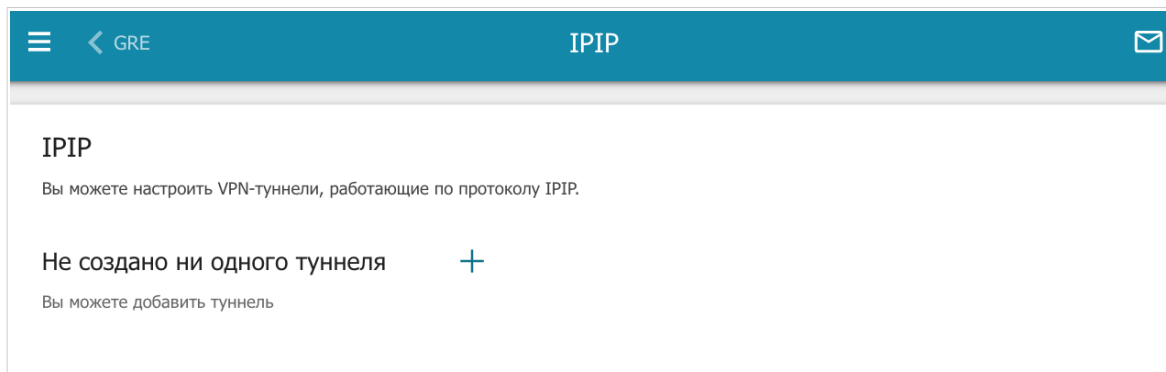 GRE
IPIP
IPIP
Вы можете настроить VPN-туннели, работающие по протоколу IPIP.
Не создано ни одного туннеля
Вы можете добавить туннель